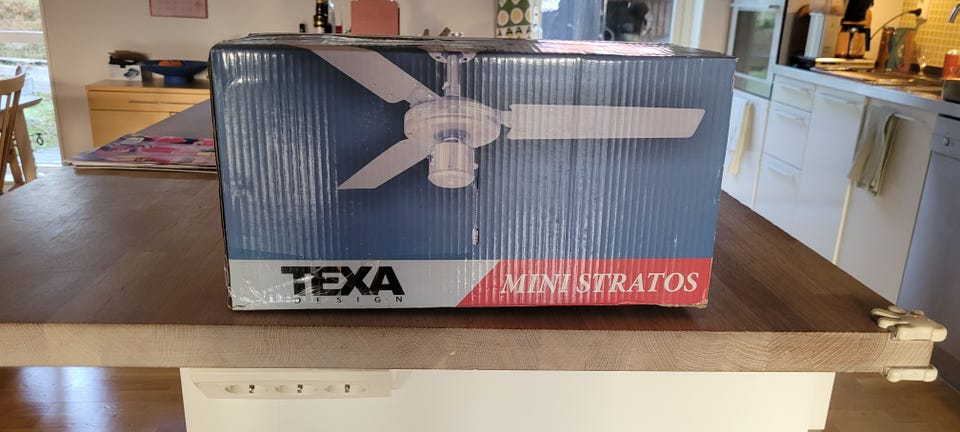 TEXA
DESIGN
MINI STRATOS